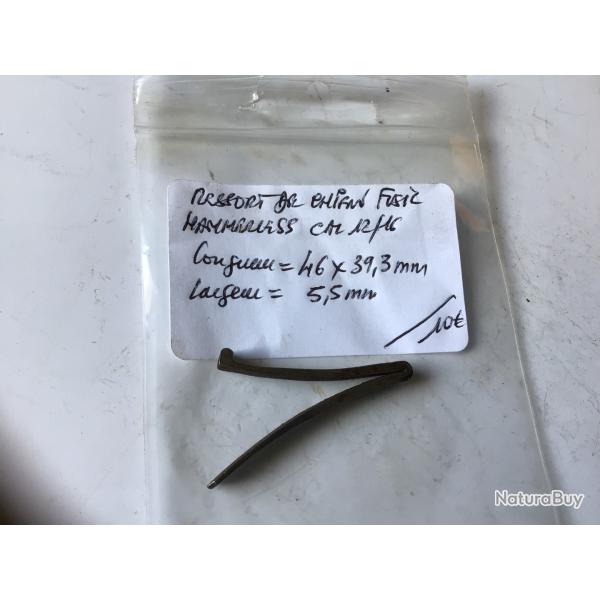 RESSORT DE CHIEN FUSIL
HAMMERLESS CAL 12/16
Longueur = 46 x 39,3 mm
largeur = 5,5 mm
10€
NaturaBuy